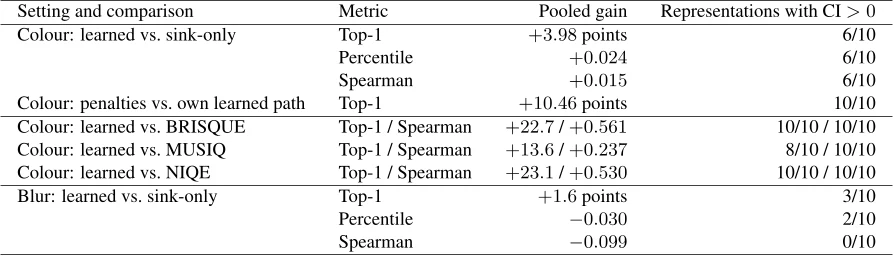 Setting and comparison Metric Pooled gain Representations with CI > 0
Colour: learned vs. sink-only Top-1 +3.98 points 6/10
Percentile +0.024 6/10
Spearman +0.015 6/10
Colour: penalties vs. own learned path Top-1 +10.46 points 10/10
Colour: learned vs. BRISQUE Top-1 / Spearman +22.7 / +0.561 10/10 / 10/10
Colour: learned vs. MUSIQ Top-1 / Spearman +13.6 / +0.237 8/10 / 10/10
Colour: learned vs. NIQE Top-1 / Spearman +23.1 / +0.530 10/10 / 10/10
Blur: learned vs. sink-only Top-1 +1.6 points 3/10
Percentile −0.030 2/10
Spearman −0.099 0/10